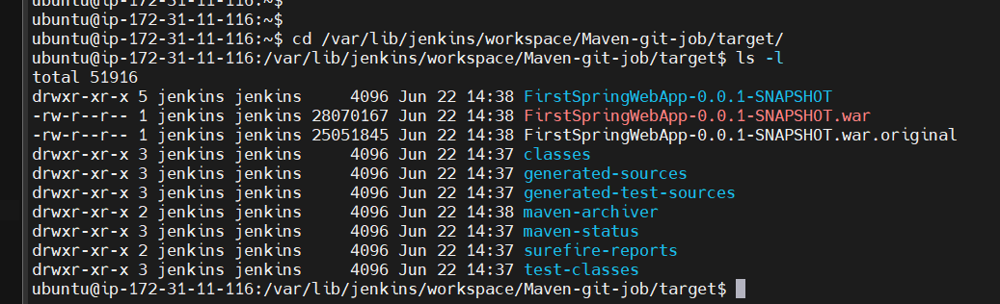 ubuntu@ip-172-31-11-116:~$
ubuntu@ip-172-31-11-116:~$
ubuntu@ip-172-31-11-116:~$ cd /var/lib/jenkins/workspace/Maven-git-job/target/
ubuntu@ip-172-31-11-116:/var/lib/jenkins/workspace/Maven-git-job/target$ ls -l
total 51916
drwxr-xr-x 5 jenkins jenkins     4096 Jun 22 14:38 FirstSpringWebApp-0.0.1-SNAPSHOT
-rw-r--r-- 1 jenkins jenkins 28070167 Jun 22 14:38 FirstSpringWebApp-0.0.1-SNAPSHOT.war
-rw-r--r-- 1 jenkins jenkins 25051845 Jun 22 14:38 FirstSpringWebApp-0.0.1-SNAPSHOT.war.original
drwxr-xr-x 3 jenkins jenkins     4096 Jun 22 14:37 classes
drwxr-xr-x 3 jenkins jenkins     4096 Jun 22 14:37 generated-sources
drwxr-xr-x 3 jenkins jenkins     4096 Jun 22 14:37 generated-test-sources
drwxr-xr-x 2 jenkins jenkins     4096 Jun 22 14:38 maven-archiver
drwxr-xr-x 3 jenkins jenkins     4096 Jun 22 14:37 maven-status
drwxr-xr-x 2 jenkins jenkins     4096 Jun 22 14:37 surefire-reports
drwxr-xr-x 3 jenkins jenkins     4096 Jun 22 14:37 test-classes
ubuntu@ip-172-31-11-116:/var/lib/jenkins/workspace/Maven-git-job/target$